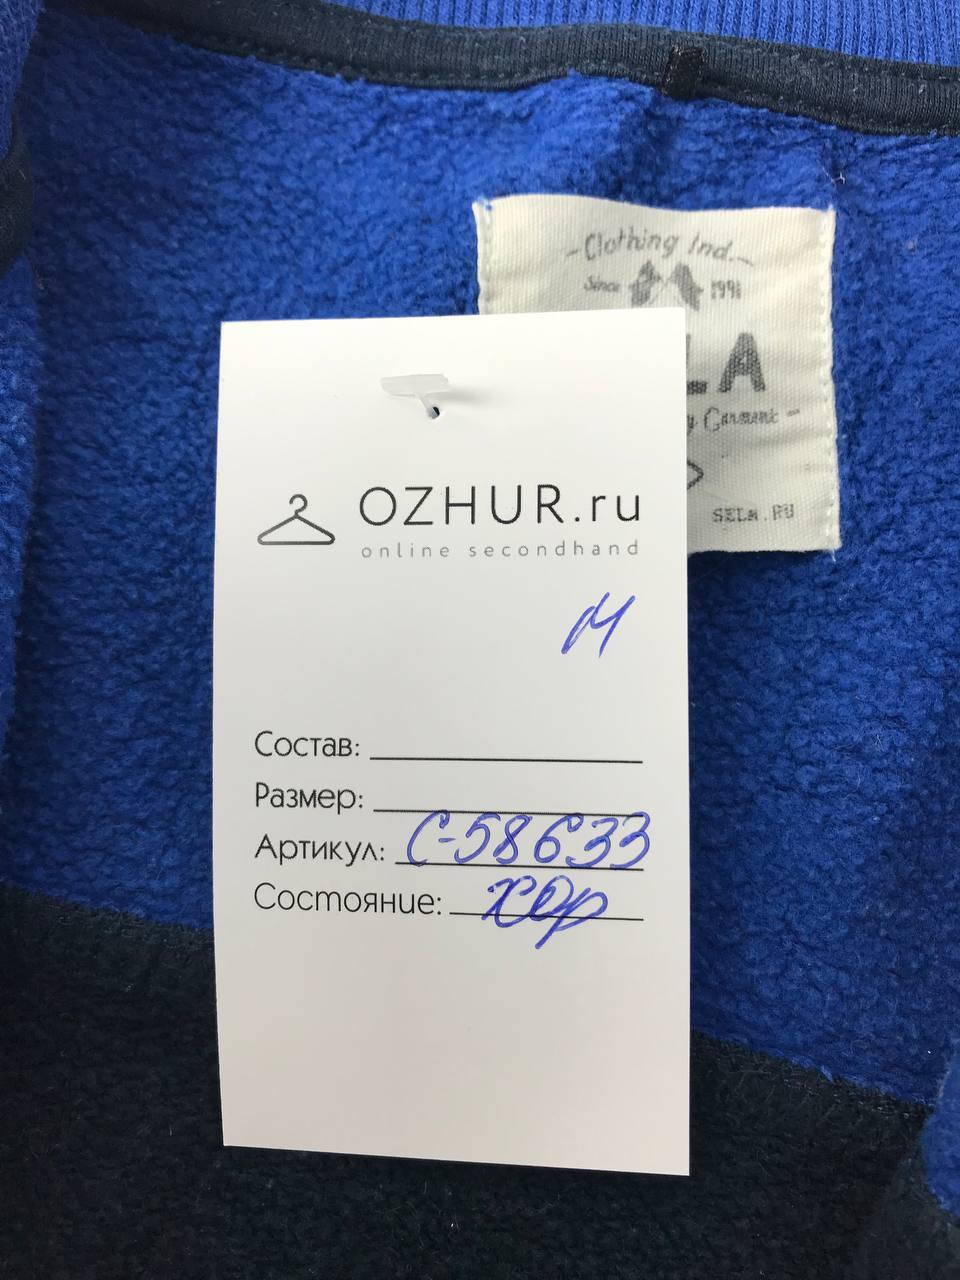 -Clothing Ind.-
Since 1991
LA
y Garment -
SELA.RU
OZHUR.ru
online secondhand
М
Состав:
Размер:
Артикул: С-58633
Состояние: хор